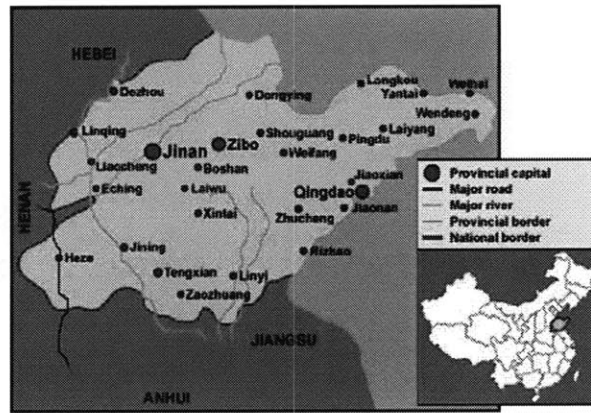 HEBEI
Dezhou
Longkou
Yantai
Weihai
Dongying
Wendeng
Linqing
Shouguang
Pingdu
Laiyang
Jinan
Zibo
Weifang
Liaocheng
Boshan
Jiaoxian
Eching
Laiwu
Qingdao
HENAN
Xintai
Zhucheng
Jiaonan
Jining
Rizhao
Heze
Tengxian
Linyi
Zaozhuang
JIANGSU
ANHUI
Provincial capital
Major road
Major river
Provincial border
National border